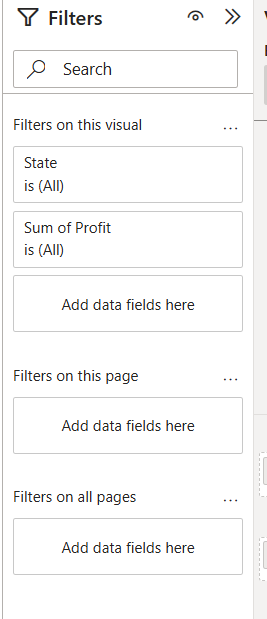 Filters
Search
Filters on this visual
...
State
is (All)
Sum of Profit
is (All)
Add data fields here
Filters on this page
...
Add data fields here
Filters on all pages
...
Add data fields here